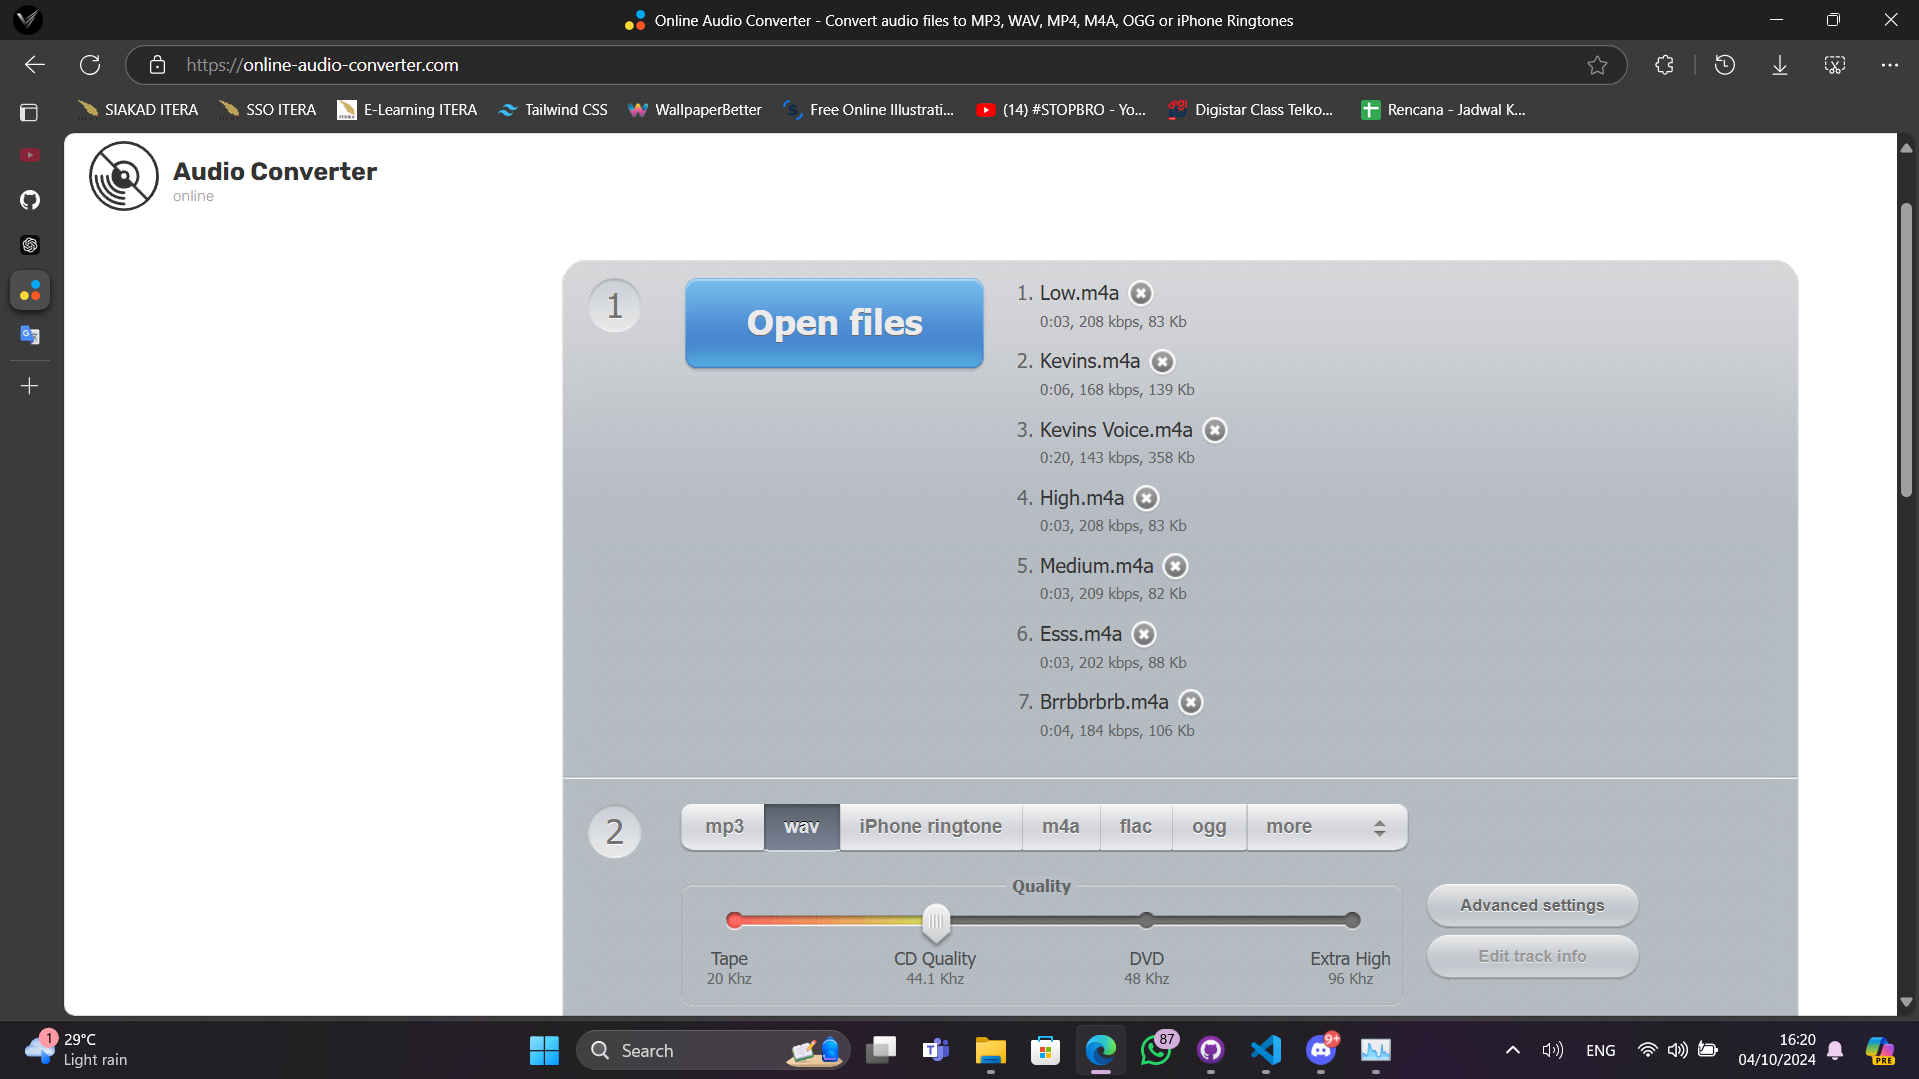 Online Audio Converter - Convert audio files to MP3, WAV, MP4, M4A, OGG or iPhone Ringtones
https://online-audio-converter.com
SIAKAD ITERA
SSO ITERA
E-Learning ITERA
Tailwind CSS
WallpaperBetter
Free Online Illustrati...
(14) #STOPBRO - Yo...
Digistar Class Telko...
Rencana - Jadwal K...
Audio Converter
online
1
Open files
1. Low.m4a
0:03, 208 kbps, 83 Kb
2. Kevins.m4a
0:06, 168 kbps, 139 Kb
3. Kevins Voice.m4a
0:20, 143 kbps, 358 Kb
4. High.m4a
0:03, 208 kbps, 83 Kb
5. Medium.m4a
0:03, 209 kbps, 82 Kb
6. Esss.m4a
0:03, 202 kbps, 88 Kb
7. Brrbbrbrb.m4a
0:04, 184 kbps, 106 Kb
2
mp3 wav iPhone ringtone m4a flac ogg more
Quality
Tape CD Quality DVD Extra High
20 Khz 44.1 Khz 48 Khz 96 Khz
Advanced settings
Edit track info
1
29°C
Light rain
Search
87
9+
ENG
16:20
04/10/2024
PRE